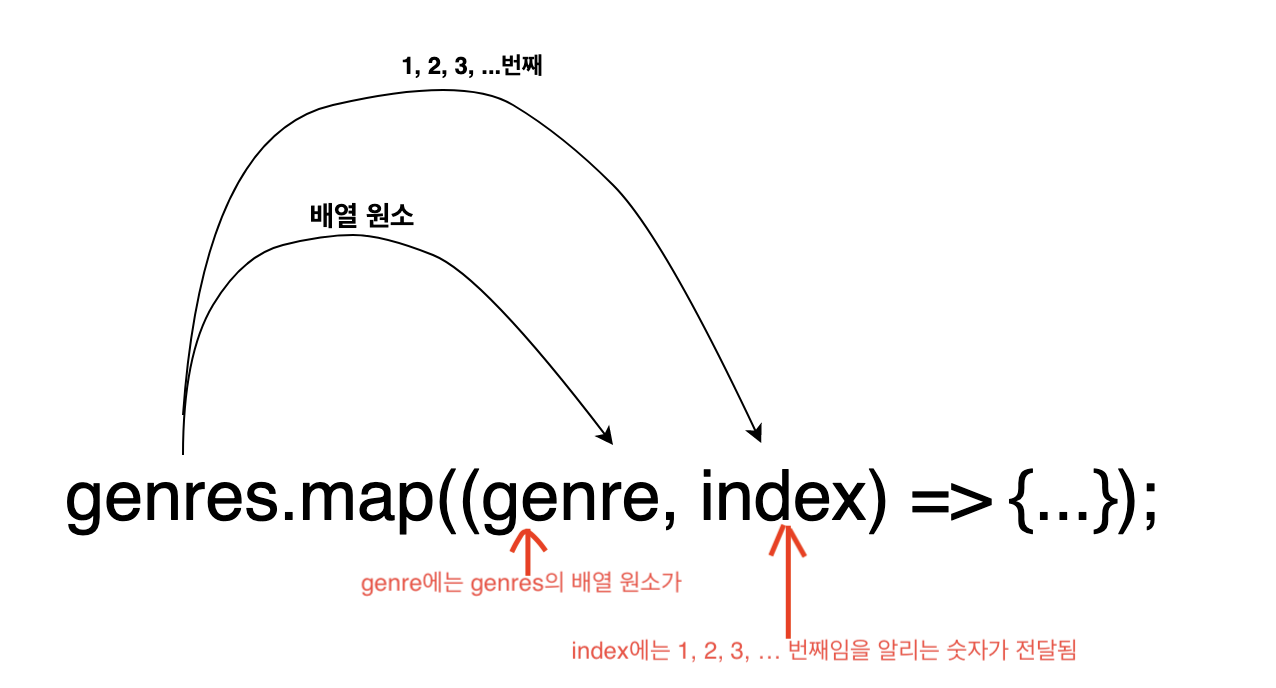 1, 2, 3, ...번째
배열 원소
genres.map((genre, index) => {...});
genre에는 genres의 배열 원소가
index에는 1, 2, 3, ... 번째임을 알리는 숫자가 전달됨